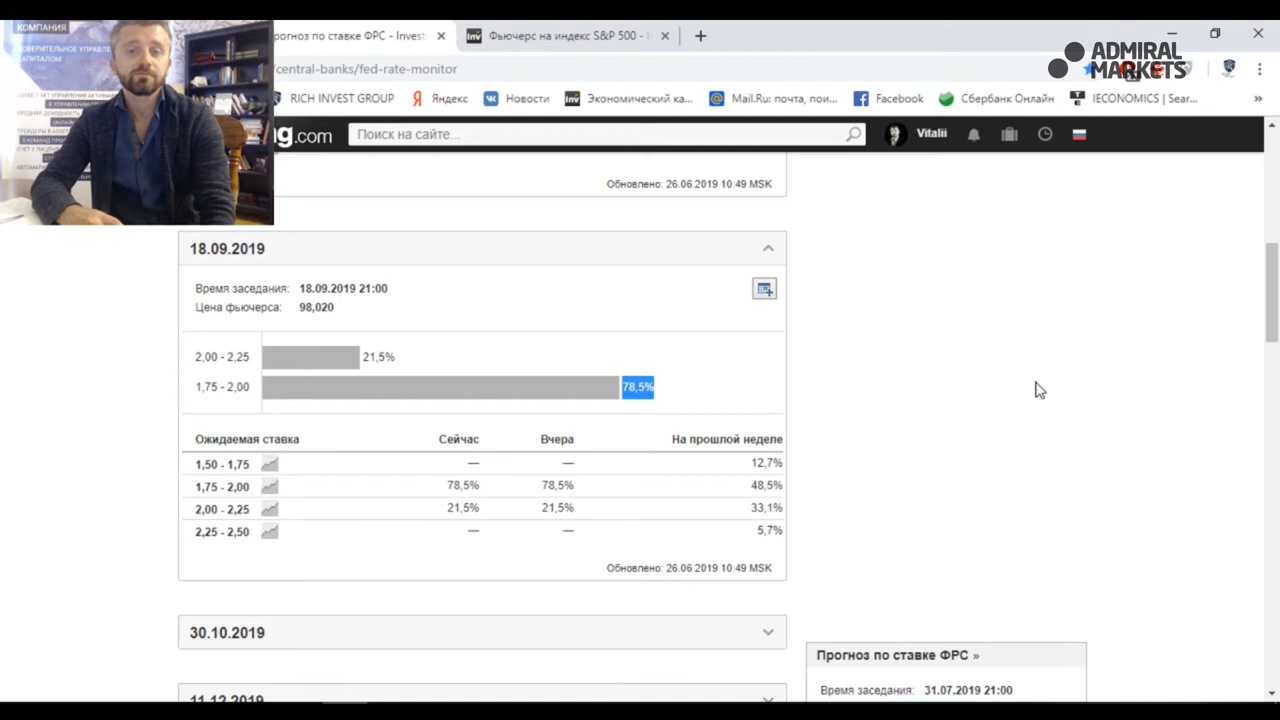 КОМПАНИЯ
КАПИТАЛОМ
прогноз по ставке ФРС - Invest
Фьючерс на индекс S&P 500 -
ADMIRAL
MARKETS
/central-banks/fed-rate-monitor
RICH INVEST GROUP
Яндекс
Новости
Экономический ка...
Mail.Ru: почта, пои...
Facebook
Сбербанк Онлайн
IECONOMICS | Sear...
ng.com
Поиск на сайте...
Vitalii
Обновлено: 26.06.2019 10:49 MSK
18.09.2019
Время заседания: 18.09.2019 21:00
Цена фьючерса: 98,020
2,00 - 2,25 21,5%
1,75 - 2,00 78,5%
Ожидаемая ставка Сейчас Вчера На прошлой неделе
1,50 - 1,75 — — 12,7%
1,75 - 2,00 78,5% 78,5% 48,5%
2,00 - 2,25 21,5% 21,5% 33,1%
2,25 - 2,50 — — 5,7%
Обновлено: 26.06.2019 10:49 MSK
30.10.2019
11.12.2019
Прогноз по ставке ФРС »
Время заседания: 31.07.2019 21:00